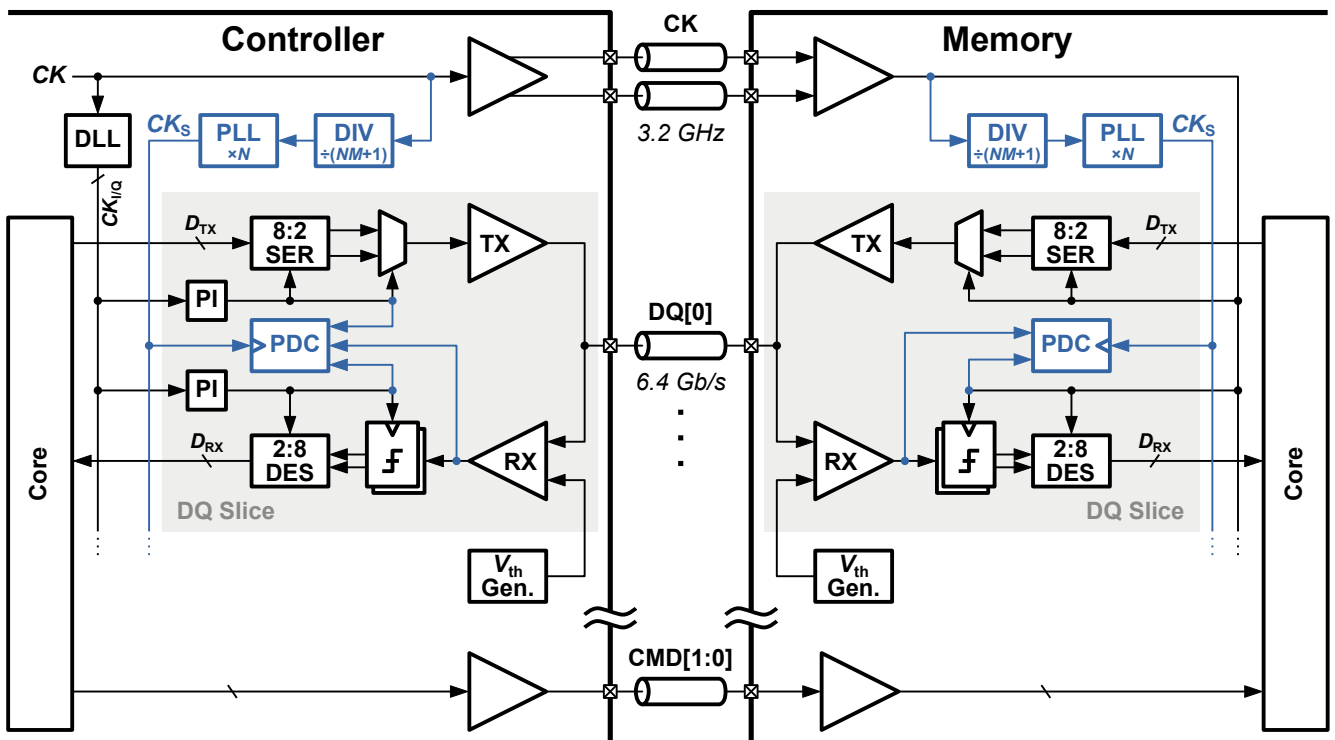 Controller
CK
Memory
CK
3.2 GHz
DLL
CKS
PLL
×N
DIV
÷(NM+1)
DIV
÷(NM+1)
PLL
×N
CKS
CKI/Q
DTX
8:2
SER
TX
TX
8:2
SER
DTX
PI
PDC
DQ[0]
6.4 Gb/s
PDC
PI
DRX
2:8
DES
RX
RX
2:8
DES
DRX
Core
Core
DQ Slice
DQ Slice
Vth
Gen.
Vth
Gen.
CMD[1:0]